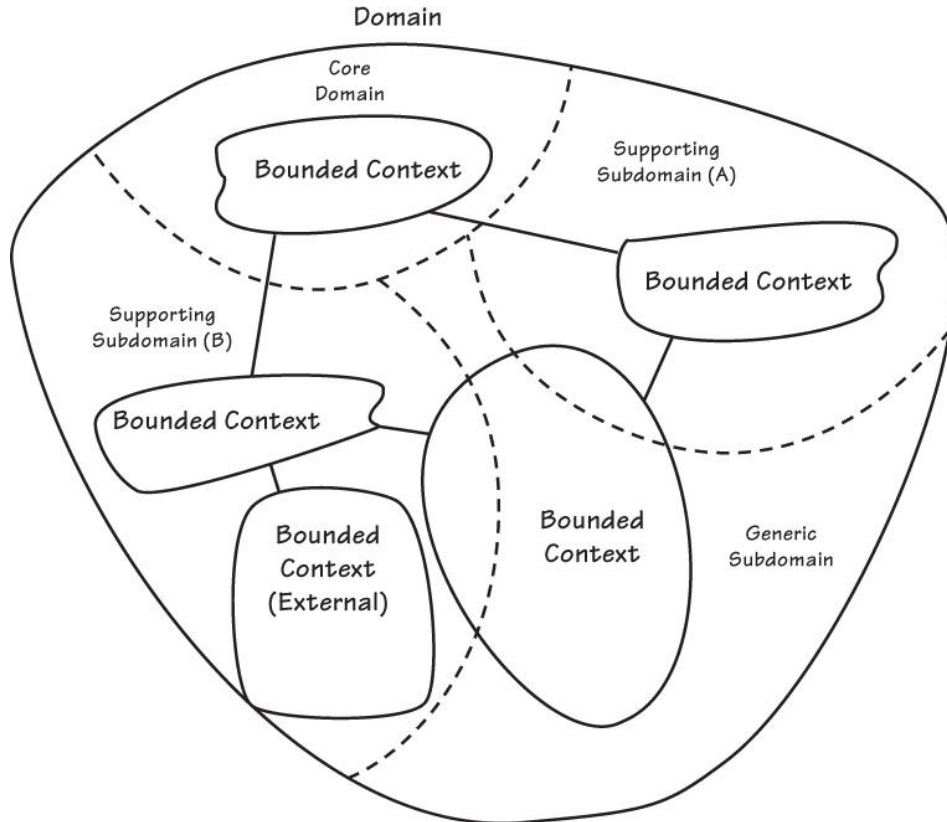 Domain
Core
Domain
Bounded Context
Supporting
Subdomain (A)
Bounded Context
Supporting
Subdomain (B)
Bounded Context
Bounded
Context
(External)
Bounded
Context
Generic
Subdomain